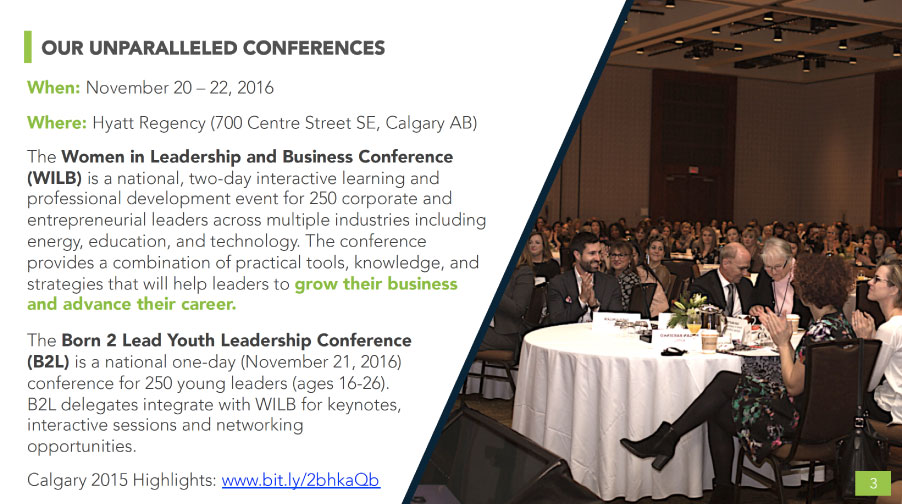 OUR UNPARALLELED CONFERENCES
When: November 20 – 22, 2016
Where: Hyatt Regency (700 Centre Street SE, Calgary AB)
The Women in Leadership and Business Conference
(WILB) is a national, two-day interactive learning and
professional development event for 250 corporate and
entrepreneurial leaders across multiple industries including
energy, education, and technology. The conference
provides a combination of practical tools, knowledge, and
strategies that will help leaders to grow their business
and advance their career.
The Born 2 Lead Youth Leadership Conference
(B2L) is a national one-day (November 21, 2016)
conference for 250 young leaders (ages 16-26).
B2L delegates integrate with WILB for keynotes,
interactive sessions and networking
opportunities.
Calgary 2015 Highlights: www.bit.ly/2bhkaQb
3